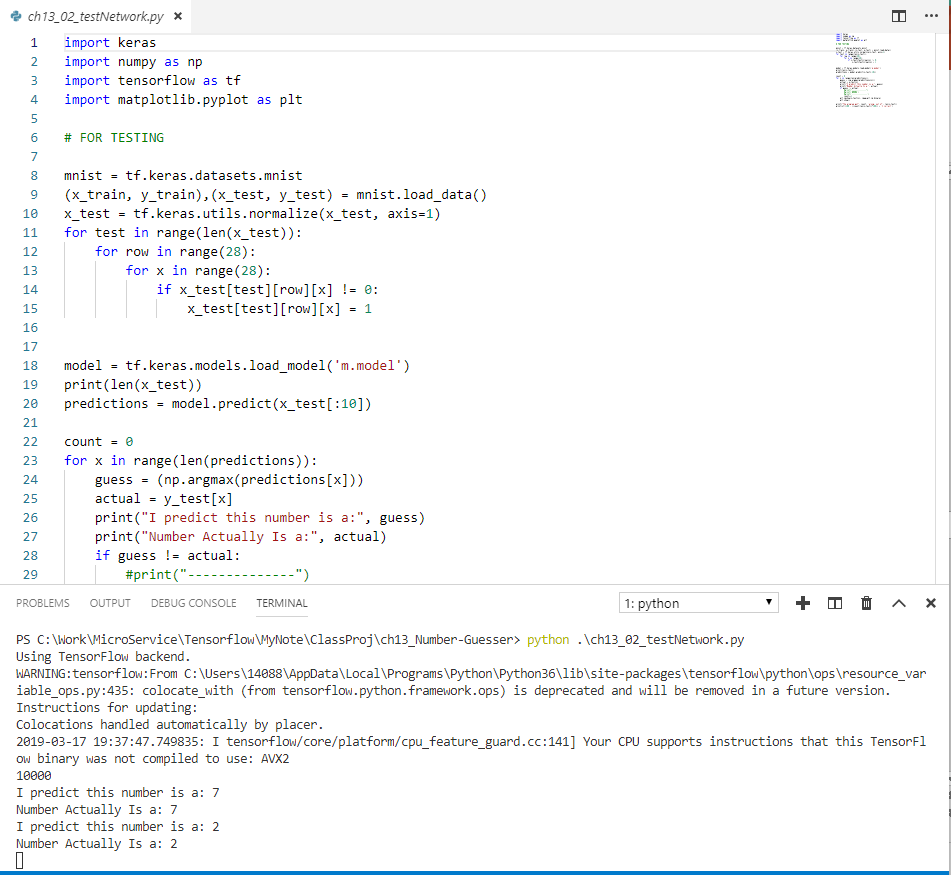 ch13_02_testNetwork.py ×
1 import keras
2 import numpy as np
3 import tensorflow as tf
4 import matplotlib.pyplot as plt
5
6 # FOR TESTING
7
8 mnist = tf.keras.datasets.mnist
9 (x_train, y_train),(x_test, y_test) = mnist.load_data()
10 x_test = tf.keras.utils.normalize(x_test, axis=1)
11 for test in range(len(x_test)):
12     for row in range(28):
13         for x in range(28):
14             if x_test[test][row][x] != 0:
15                 x_test[test][row][x] = 1
16
17
18 model = tf.keras.models.load_model('m.model')
19 print(len(x_test))
20 predictions = model.predict(x_test[:10])
21
22 count = 0
23 for x in range(len(predictions)):
24     guess = (np.argmax(predictions[x]))
25     actual = y_test[x]
26     print("I predict this number is a:", guess)
27     print("Number Actually Is a:", actual)
28     if guess != actual:
29         #print("--------------")
PROBLEMS OUTPUT DEBUG CONSOLE TERMINAL 1: python
PS C:\Work\MicroService\Tensorflow\MyNote\ClassProj\ch13_Number-Guesser> python .\ch13_02_testNetwork.py
Using TensorFlow backend.
WARNING:tensorflow:From C:\Users\14088\AppData\Local\Programs\Python\Python36\lib\site-packages\tensorflow\python\ops\resource_var
iable_ops.py:435: colocate_with (from tensorflow.python.framework.ops) is deprecated and will be removed in a future version.
Instructions for updating:
Colocations handled automatically by placer.
2019-03-17 19:37:47.749835: I tensorflow/core/platform/cpu_feature_guard.cc:141] Your CPU supports instructions that this TensorFl
ow binary was not compiled to use: AVX2
10000
I predict this number is a: 7
Number Actually Is a: 7
I predict this number is a: 2
Number Actually Is a: 2